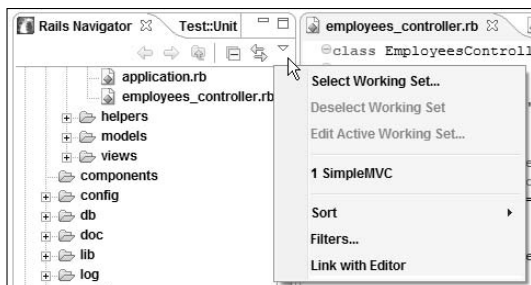 Rails Navigator Test::Unit
application.rb
employees_controller.rb
helpers
models
views
components
config
db
doc
lib
log
employees_controller.rb
class EmployeesControll
Select Working Set...
Deselect Working Set
Edit Active Working Set...
1 SimpleMVC
Sort
Filters...
Link with Editor